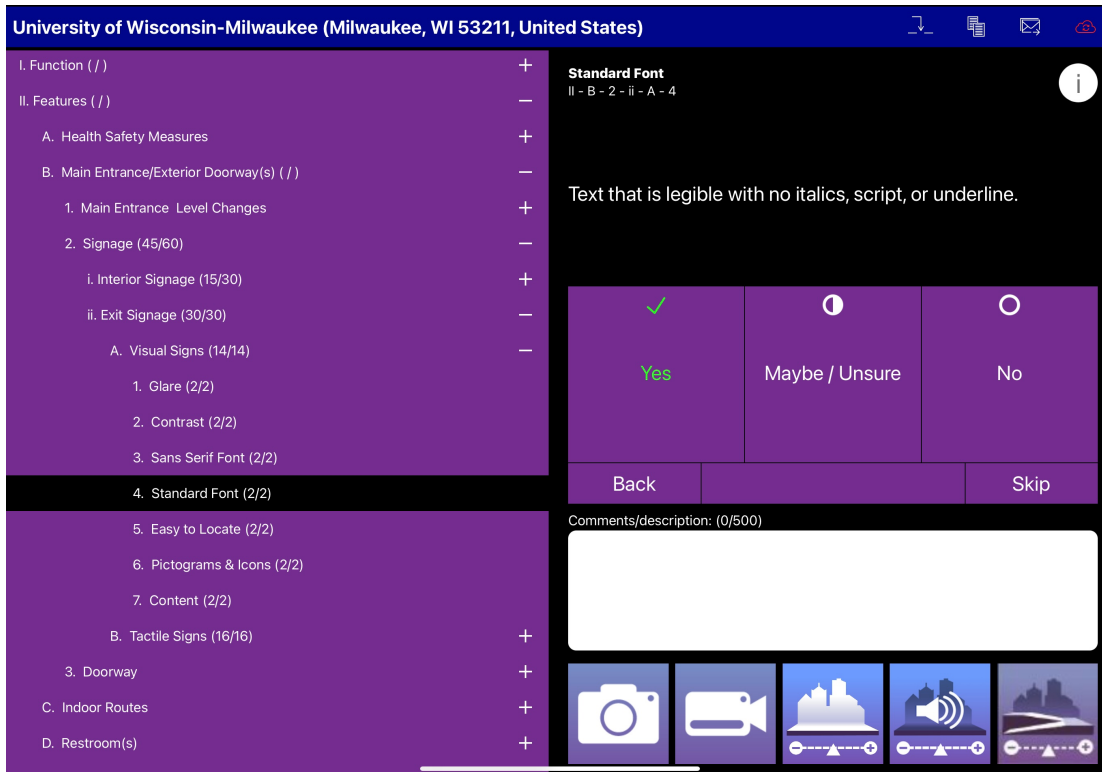 University of Wisconsin-Milwaukee (Milwaukee, WI 53211, United States)
I. Function ( / )
II. Features ( / )
A. Health Safety Measures
B. Main Entrance/Exterior Doorway(s) ( / )
1. Main Entrance Level Changes
2. Signage (45/60)
i. Interior Signage (15/30)
ii. Exit Signage (30/30)
A. Visual Signs (14/14)
1. Glare (2/2)
2. Contrast (2/2)
3. Sans Serif Font (2/2)
4. Standard Font (2/2)
5. Easy to Locate (2/2)
6. Pictograms & Icons (2/2)
7. Content (2/2)
B. Tactile Signs (16/16)
3. Doorway
C. Indoor Routes
D. Restroom(s)
Standard Font
II - B - 2 - ii - A - 4
i
Text that is legible with no italics, script, or underline.
Yes
Maybe / Unsure
No
Back
Skip
Comments/description: (0/500)